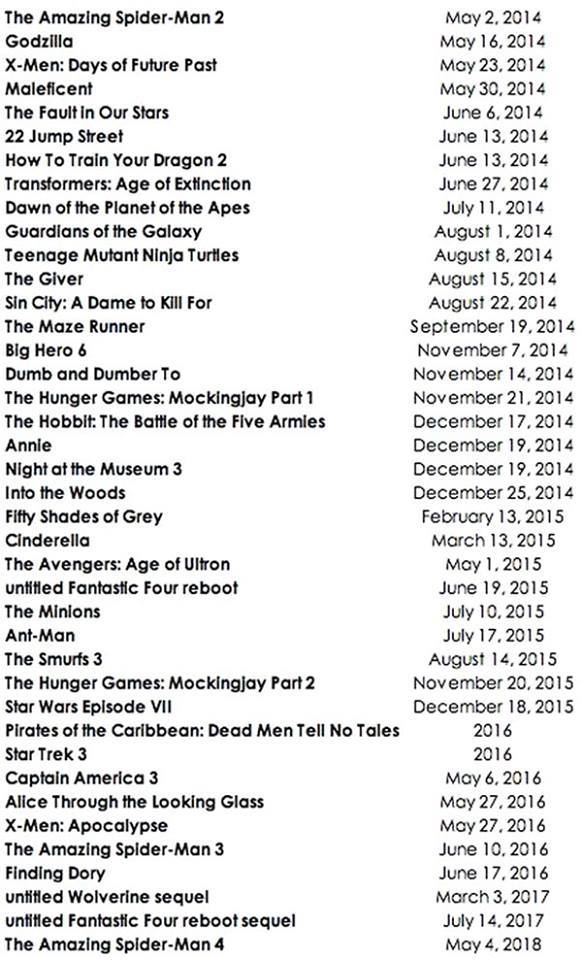 The Amazing Spider-Man 2 May 2, 2014
Godzilla May 16, 2014
X-Men: Days of Future Past May 23, 2014
Maleficent May 30, 2014
The Fault in Our Stars June 6, 2014
22 Jump Street June 13, 2014
How To Train Your Dragon 2 June 13, 2014
Transformers: Age of Extinction June 27, 2014
Dawn of the Planet of the Apes July 11, 2014
Guardians of the Galaxy August 1, 2014
Teenage Mutant Ninja Turtles August 8, 2014
The Giver August 15, 2014
Sin City: A Dame to Kill For August 22, 2014
The Maze Runner September 19, 2014
Big Hero 6 November 7, 2014
Dumb and Dumber To November 14, 2014
The Hunger Games: Mockingjay Part 1 November 21, 2014
The Hobbit: The Battle of the Five Armies December 17, 2014
Annie December 19, 2014
Night at the Museum 3 December 19, 2014
Into the Woods December 25, 2014
Fifty Shades of Grey February 13, 2015
Cinderella March 13, 2015
The Avengers: Age of Ultron May 1, 2015
untitled Fantastic Four reboot June 19, 2015
The Minions July 10, 2015
Ant-Man July 17, 2015
The Smurfs 3 August 14, 2015
The Hunger Games: Mockingjay Part 2 November 20, 2015
Star Wars Episode VII December 18, 2015
Pirates of the Caribbean: Dead Men Tell No Tales 2016
Star Trek 3 2016
Captain America 3 May 6, 2016
Alice Through the Looking Glass May 27, 2016
X-Men: Apocalypse May 27, 2016
The Amazing Spider-Man 3 June 10, 2016
Finding Dory June 17, 2016
untitled Wolverine sequel March 3, 2017
untitled Fantastic Four reboot sequel July 14, 2017
The Amazing Spider-Man 4 May 4, 2018